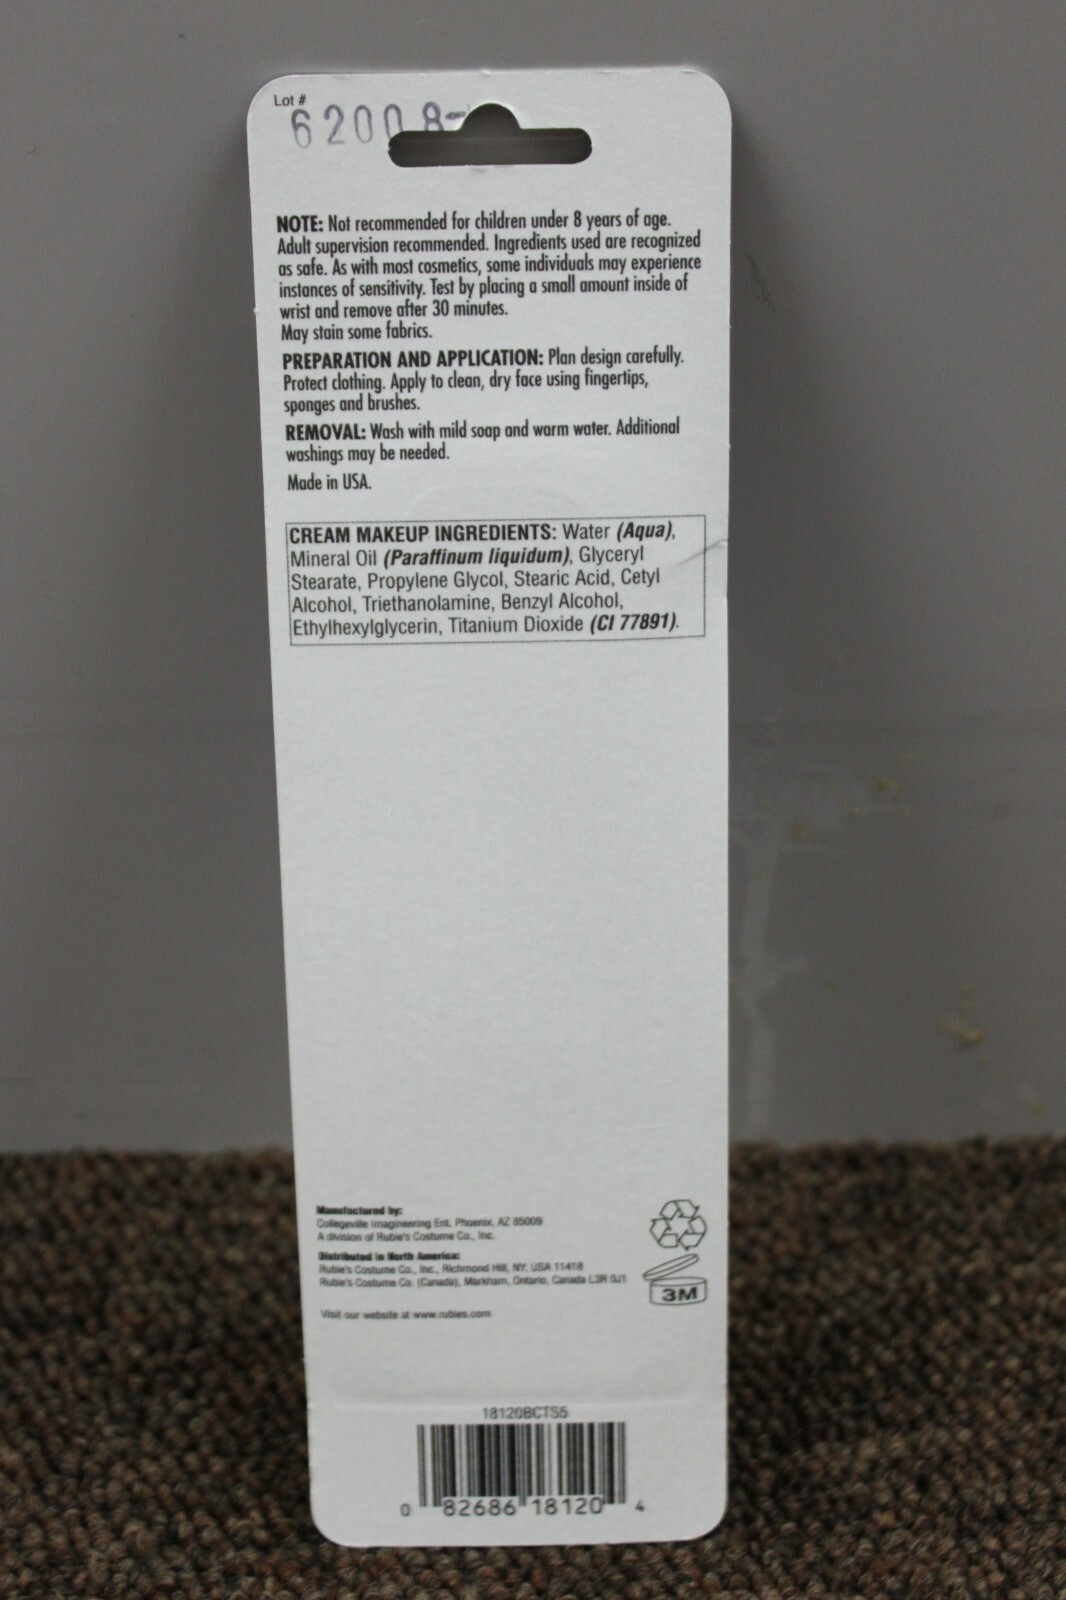 Lot #
62008-
NOTE: Not recommended for children under 8 years of age.
Adult supervision recommended. Ingredients used are recognized
as safe. As with most cosmetics, some individuals may experience
instances of sensitivity. Test by placing a small amount inside of
wrist and remove after 30 minutes.
May stain some fabrics.
PREPARATION AND APPLICATION: Plan design carefully.
Protect clothing. Apply to clean, dry face using fingertips,
sponges and brushes.
REMOVAL: Wash with mild soap and warm water. Additional
washings may be needed.
Made in USA.
CREAM MAKEUP INGREDIENTS: Water (Aqua),
Mineral Oil (Paraffinum liquidum), Glyceryl
Stearate, Propylene Glycol, Stearic Acid, Cetyl
Alcohol, Triethanolamine, Benzyl Alcohol,
Ethylhexylglycerin, Titanium Dioxide (CI 77891).
Manufactured by:
Collegeville Imagineering Ent. Phoenix, AZ 85009
A division of Rubie's Costume Co., Inc.
Distributed in North America:
Rubie's Costume Co., Inc., Richmond Hill, NY, USA 11418
Rubie's Costume Co. (Canada), Markham, Ontario, Canada L3R 0J1
3M
Visit our website at www.rubies.com
18120BCTS5
0 82686 18120 4